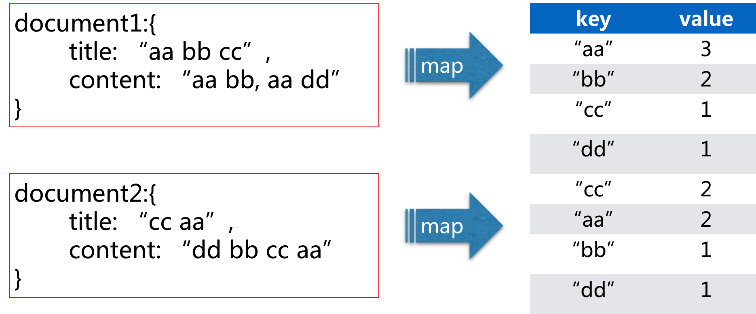 document1:{
title: “aa bb cc” ,
content: “aa bb, aa dd”
}
map
document2:{
title: “cc aa” ,
content: “dd bb cc aa”
}
map
key value
“aa” 3
“bb” 2
“cc” 1
“dd” 1
“cc” 2
“aa” 2
“bb” 1
“dd” 1